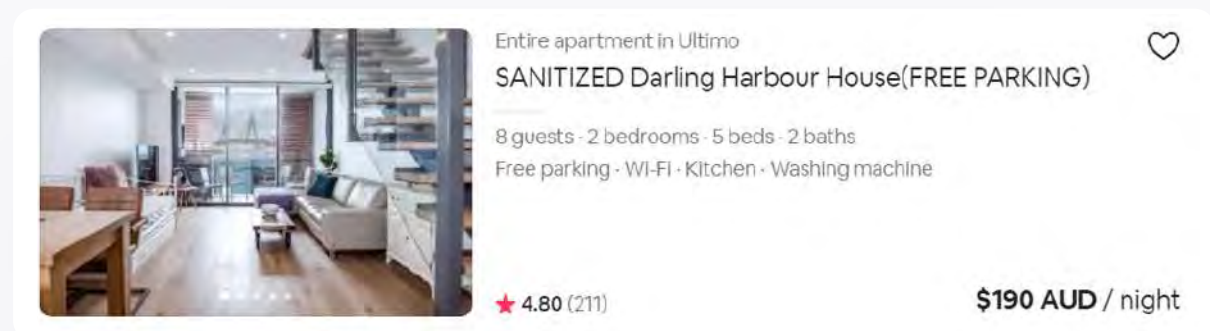 Entire apartment in Ultimo
SANITIZED Darling Harbour House(FREE PARKING)
8 guests · 2 bedrooms · 5 beds · 2 baths
Free parking · Wi-Fi · Kitchen · Washing machine
★ 4.80 (211)
$190 AUD / night